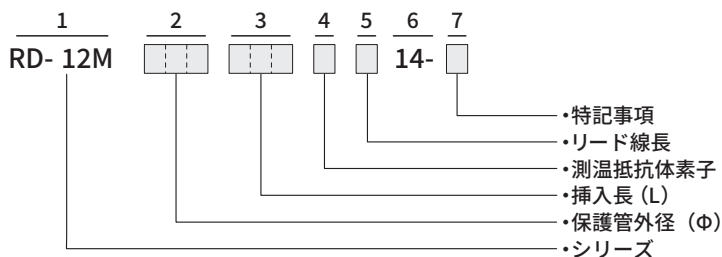 1 2 3 4 5 6 7
RD- 12M 14-
・特記事項
・リード線長
・測温抵抗体素子
・挿入長（L）
・保護管外径（Φ）
・シリーズ